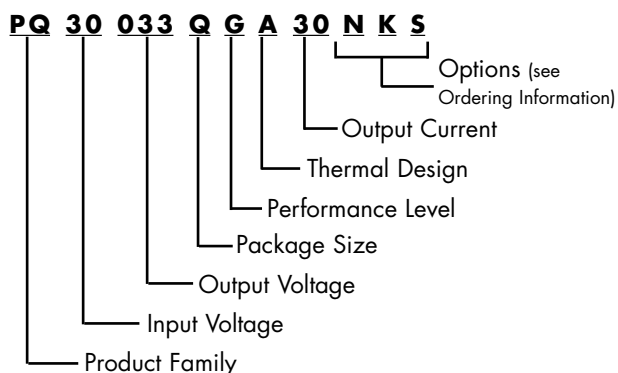 PQ 30 033 Q G A 30 N K S
Options (see
Ordering Information)
Output Current
Thermal Design
Performance Level
Package Size
Output Voltage
Input Voltage
Product Family